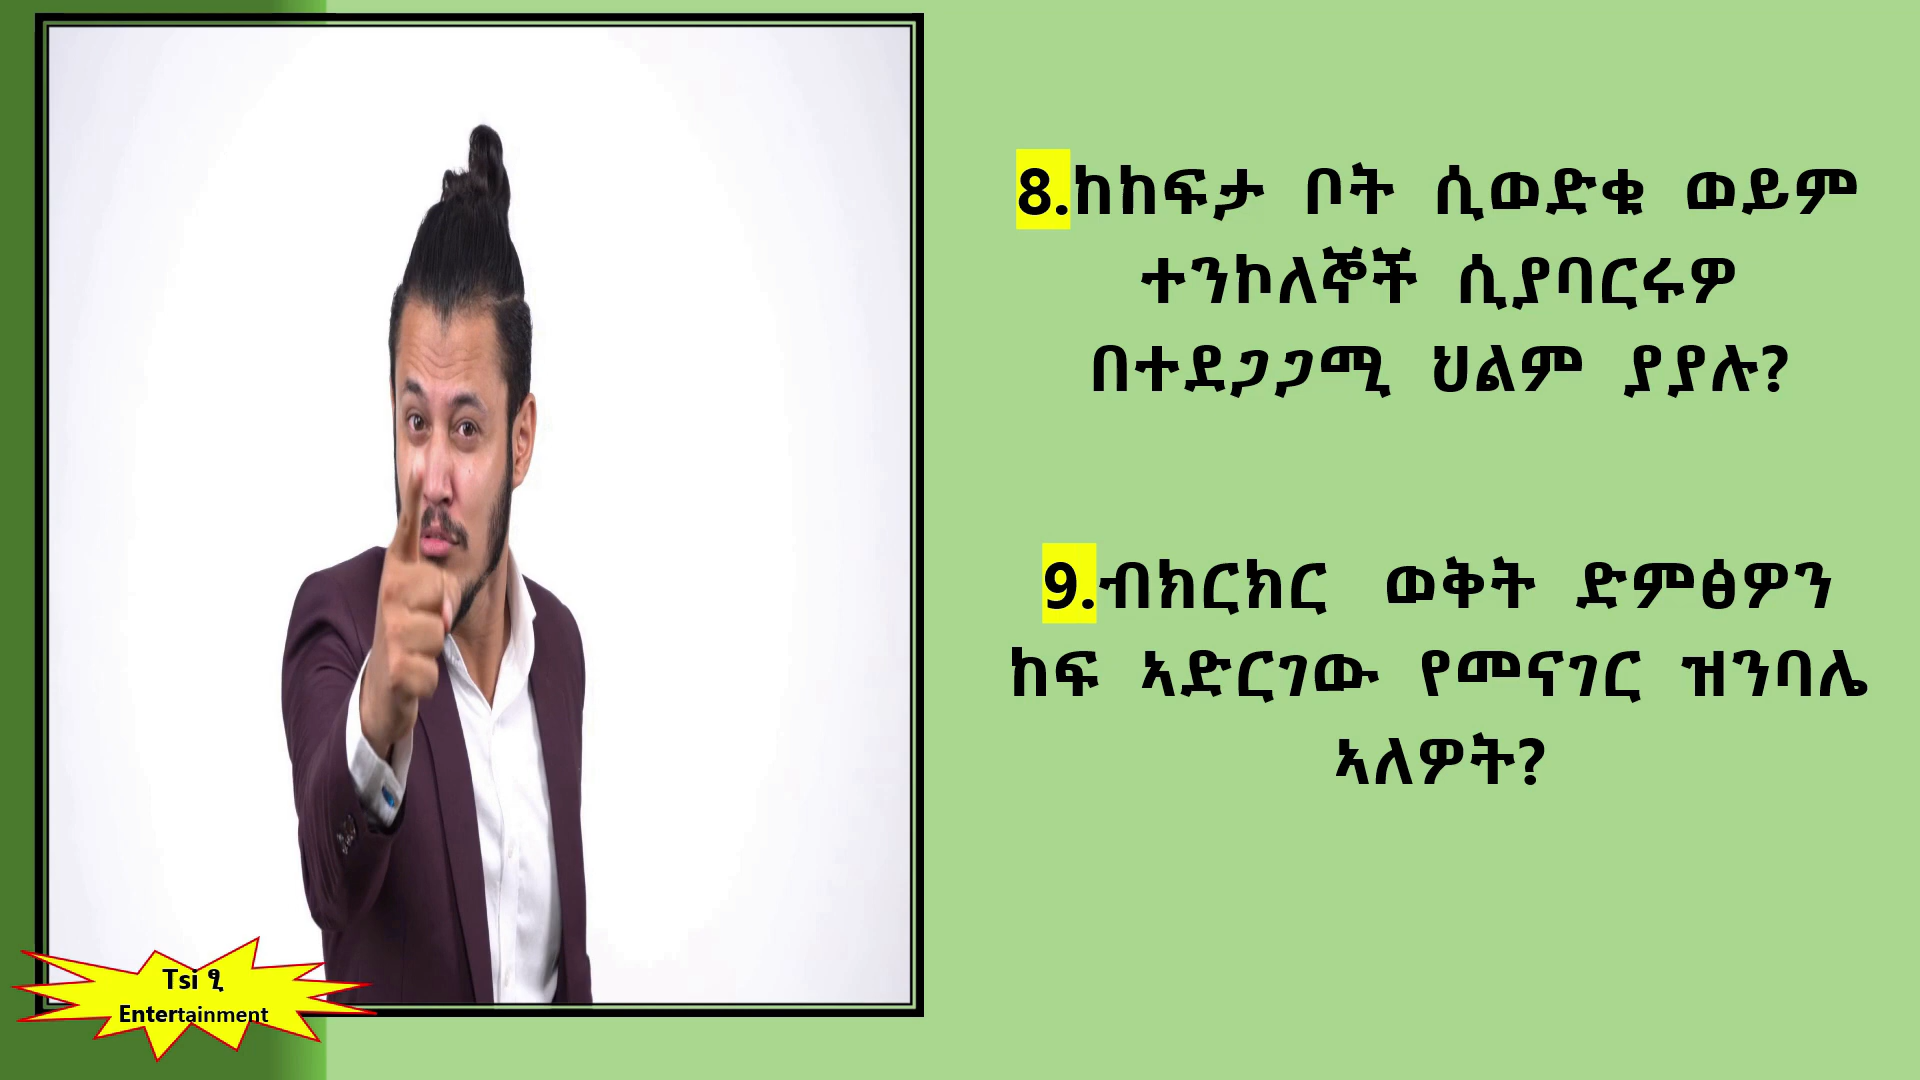 8.ከከፍታ ቦት ሲወድቁ ወይም
ተንኮለኞች ሲያባርሩዎ
በተደጋጋሚ ህልም ያያሉ?
9.ብክርክር ወቅት ድምፅዎን
ከፍ ኣድርገው የመናገር ዝንባሌ
ኣለዎት?
Tsi ፂ
Entertainment